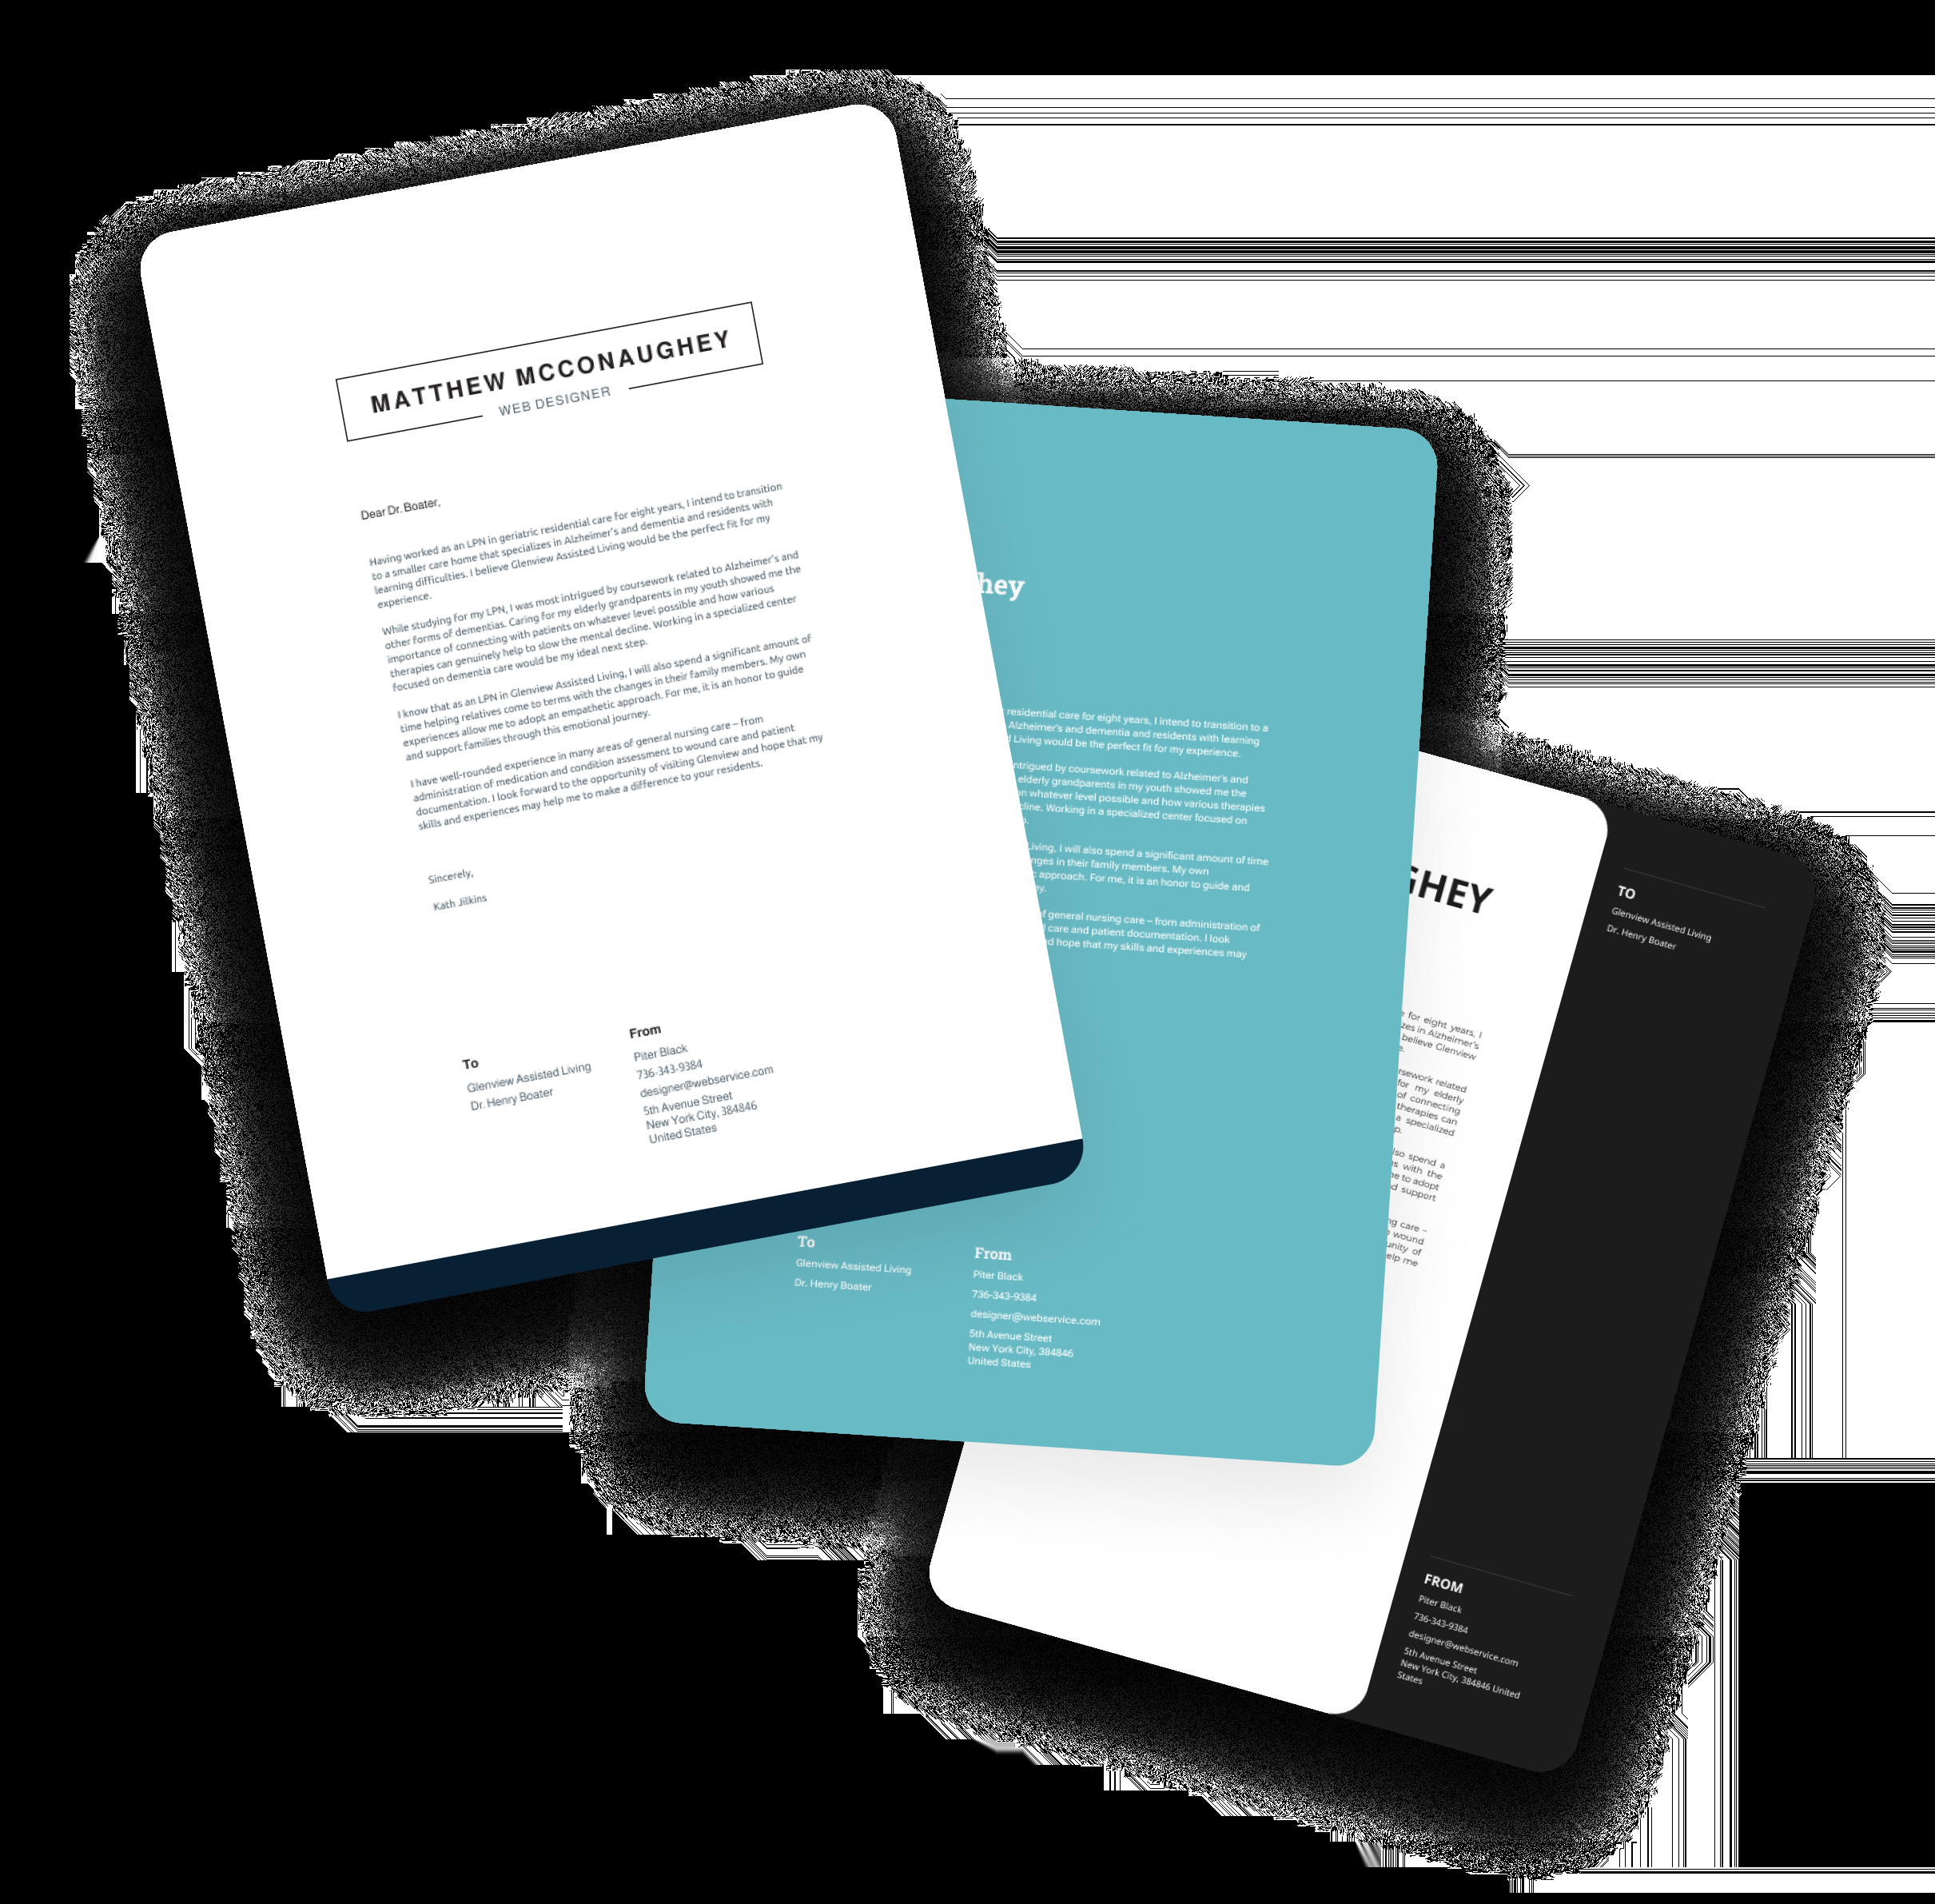 MATTHEW MCCONAUGHEY
WEB DESIGNER
Dear Dr. Boater,
Having worked as an LPN in geriatric residential care for eight years, I intend to transition
to a smaller care home that specializes in Alzheimer's and dementia and residents with
learning difficulties. I believe Glenview Assisted Living would be the perfect fit for my
experience.
While studying for my LPN, I was most intrigued by coursework related to Alzheimer's and
other forms of dementias. Caring for my elderly grandparents in my youth showed me the
importance of connecting with patients on whatever level possible and how various
therapies can genuinely help to slow the mental decline. Working in a specialized center
focused on dementia care would be my ideal next step.
I know that as an LPN in Glenview Assisted Living, I will also spend a significant amount of
time helping relatives come to terms with the changes in their family members. My own
experiences allow me to adopt an empathetic approach. For me, it is an honor to guide
and support families through this emotional journey.
I have well-rounded experience in many areas of general nursing care – from
administration of medication and condition assessment to wound care and patient
documentation. I look forward to the opportunity of visiting Glenview and hope that my
skills and experiences may help me to make a difference to your residents.
Sincerely,
Kath Jilkins
To
Glenview Assisted Living
Dr. Henry Boater
From
Piter Black
736-343-9384
designer@webservice.com
5th Avenue Street
New York City, 384846
United States
hey
residential care for eight years, I intend to transition to a
Alzheimer's and dementia and residents with learning
Living would be the perfect fit for my experience.
ntrigued by coursework related to Alzheimer's and
elderly grandparents in my youth showed me the
on whatever level possible and how various therapies
cline. Working in a specialized center focused on
p.
Living, I will also spend a significant amount of time
nges in their family members. My own
c approach. For me, it is an honor to guide and
ey.
of general nursing care – from administration of
care and patient documentation. I look
nd hope that my skills and experiences may
To
Glenview Assisted Living
Dr. Henry Boater
From
Piter Black
736-343-9384
designer@webservice.com
5th Avenue Street
New York City, 384846
United States
GHEY
e for eight years, I
zes in Alzheimer's
believe Glenview
e.
rsework related
for my elderly
of connecting
therapies can
a specialized
p.
lso spend a
s with the
e to adopt
d support
ng care –
wound
unity of
elp me
TO
Glenview Assisted Living
Dr. Henry Boater
FROM
Piter Black
736-343-9384
designer@webservice.com
5th Avenue Street
New York City, 384846 United
States